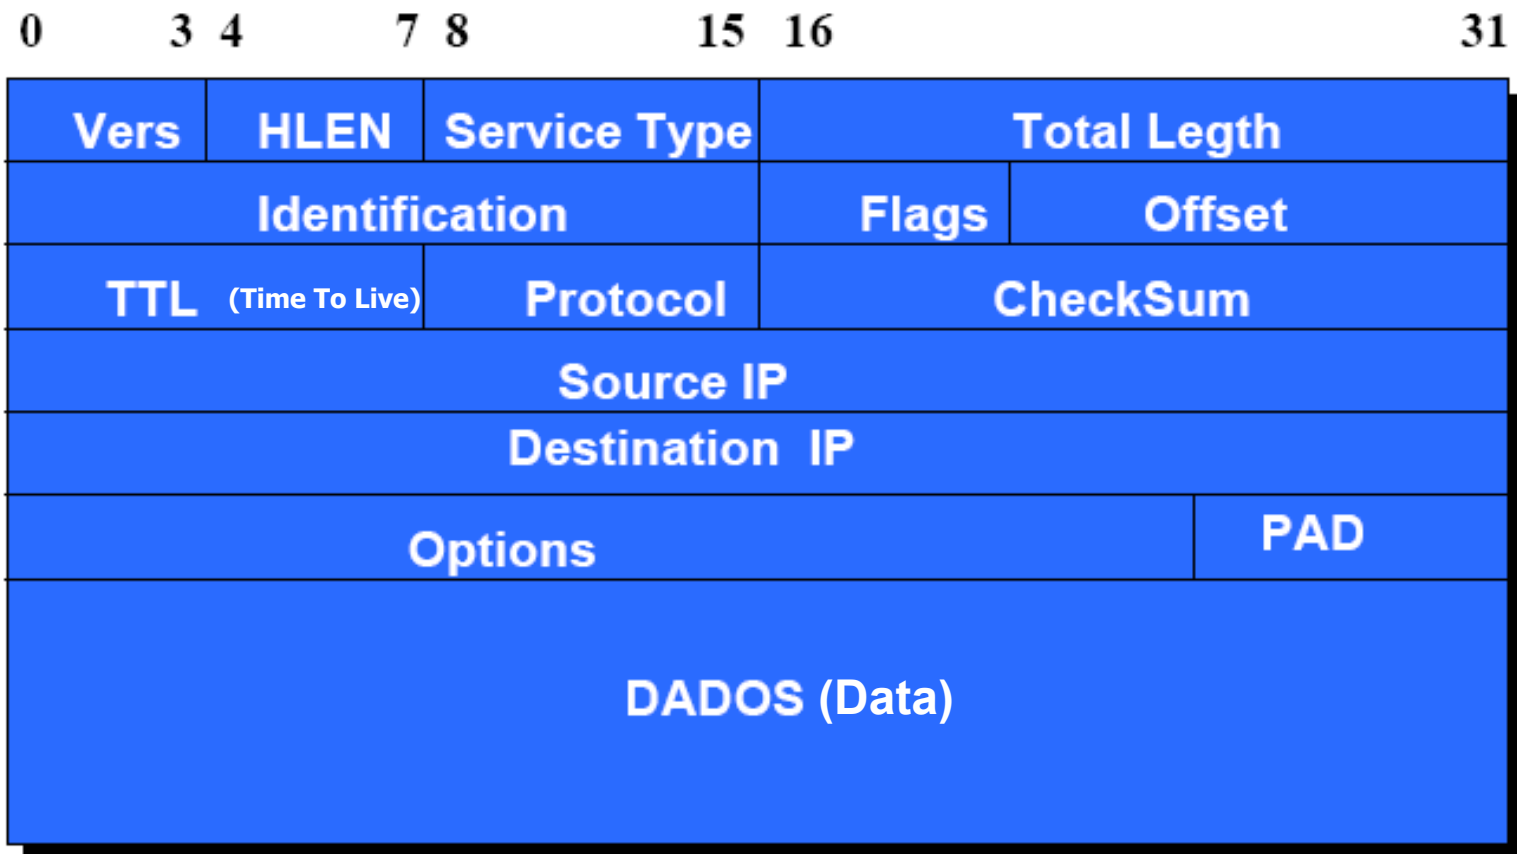 0 3 4 7 8 15 16 31
Vers HLEN Service Type Total Legth
Identification Flags Offset
TTL (Time To Live) Protocol CheckSum
Source IP
Destination IP
Options PAD
DADOS (Data)